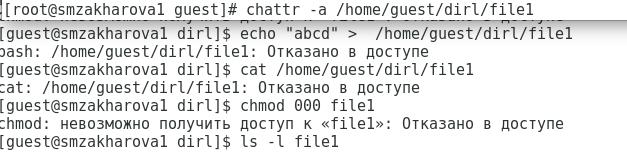 [root@smzakharova1 guest]# chattr -a /home/guest/dirl/file1
[guest@smzakharova1 dirl]$ echo "abcd" >  /home/guest/dirl/file1
bash: /home/guest/dirl/file1: Отказано в доступе
[guest@smzakharova1 dirl]$ cat /home/guest/dirl/file1
cat: /home/guest/dirl/file1: Отказано в доступе
[guest@smzakharova1 dirl]$ chmod 000 file1
chmod: невозможно получить доступ к «file1»: Отказано в доступе
[guest@smzakharova1 dirl]$ ls -l file1